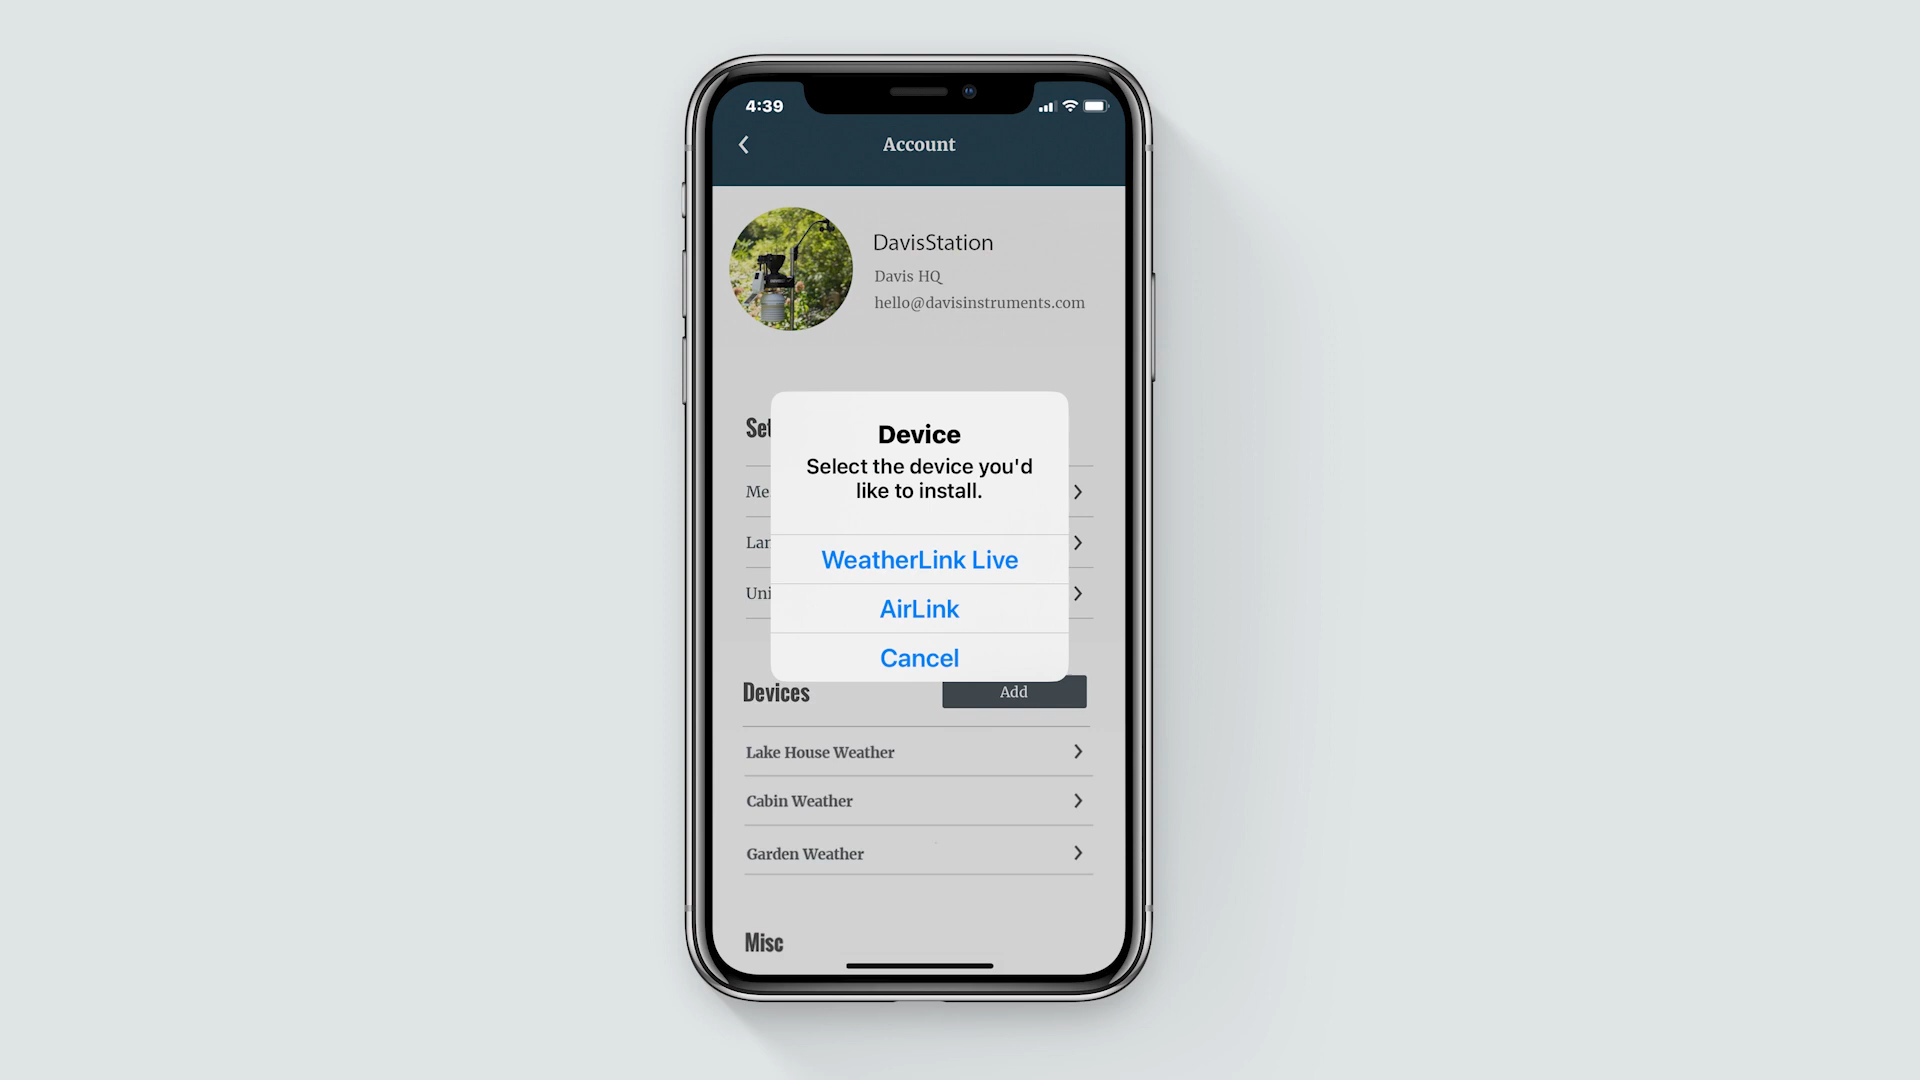 4:39
Account
DavisStation
Davis HQ
hello@davisinstruments.com
Set
Device
Select the device you'd
like to install.
Me
Lan
Uni
WeatherLink Live
AirLink
Cancel
Devices
Add
Lake House Weather
Cabin Weather
Garden Weather
Misc